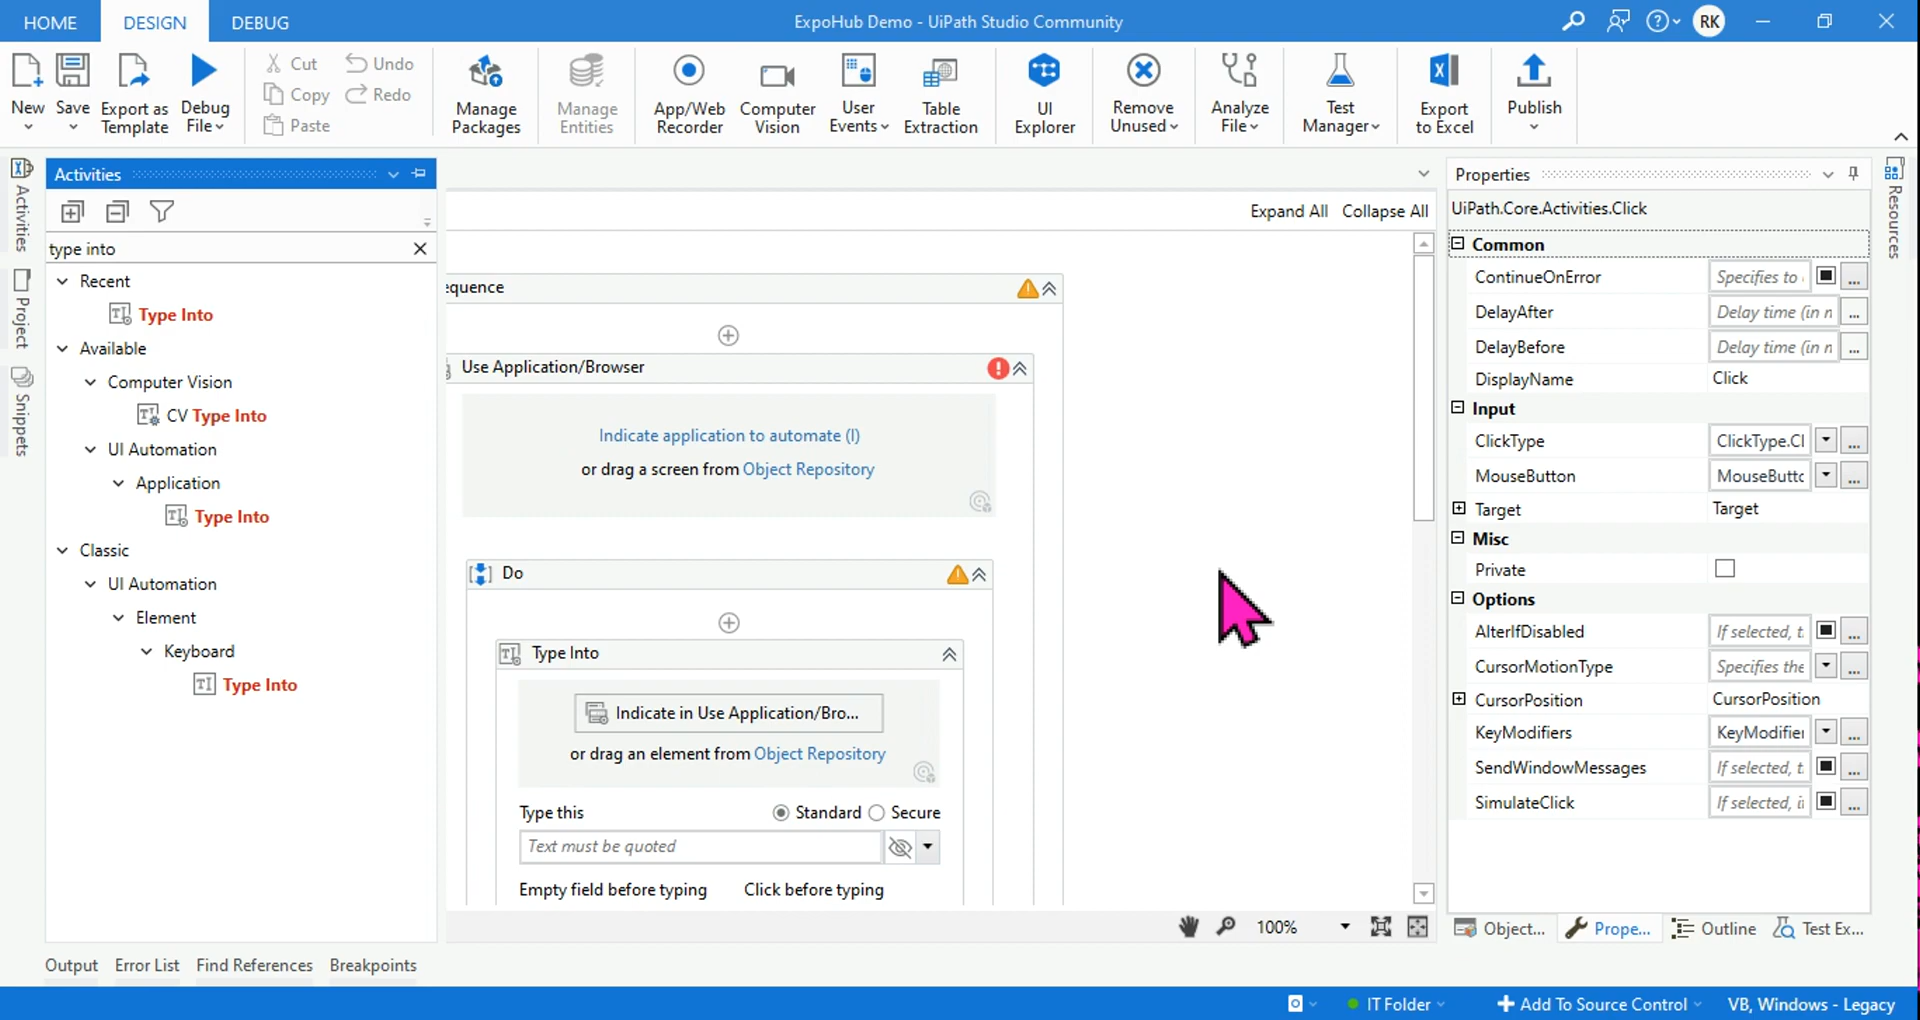 HOME DESIGN DEBUG ExpoHub Demo - UiPath Studio Community RK
New Save Export as Template Debug File Cut Copy Paste Undo Redo Manage Packages Manage Entities App/Web Recorder Computer Vision User Events Table Extraction UI Explorer Remove Unused Analyze File Test Manager Export to Excel Publish
Activities
Project
Snippets
Activities
type into
Recent
Type Into
Available
Computer Vision
CV Type Into
UI Automation
Application
Type Into
Classic
UI Automation
Element
Keyboard
Type Into
Expand All Collapse All
equence
Use Application/Browser
Indicate application to automate (I)
or drag a screen from Object Repository
Do
Type Into
Indicate in Use Application/Bro...
or drag an element from Object Repository
Type this Standard Secure
Text must be quoted
Empty field before typing Click before typing
100%
Properties
UiPath.Core.Activities.Click
Common
ContinueOnError Specifies to ...
DelayAfter Delay time (in m ...
DelayBefore Delay time (in m ...
DisplayName Click
Input
ClickType ClickType.Cl ...
MouseButton MouseButtc ...
Target Target
Misc
Private
Options
AlterIfDisabled If selected, t ...
CursorMotionType Specifies the ...
CursorPosition CursorPosition
KeyModifiers KeyModifier ...
SendWindowMessages If selected, t ...
SimulateClick If selected, i ...
Object... Prope... Outline Test Ex...
Resources
Output Error List Find References Breakpoints
IT Folder Add To Source Control VB, Windows - Legacy